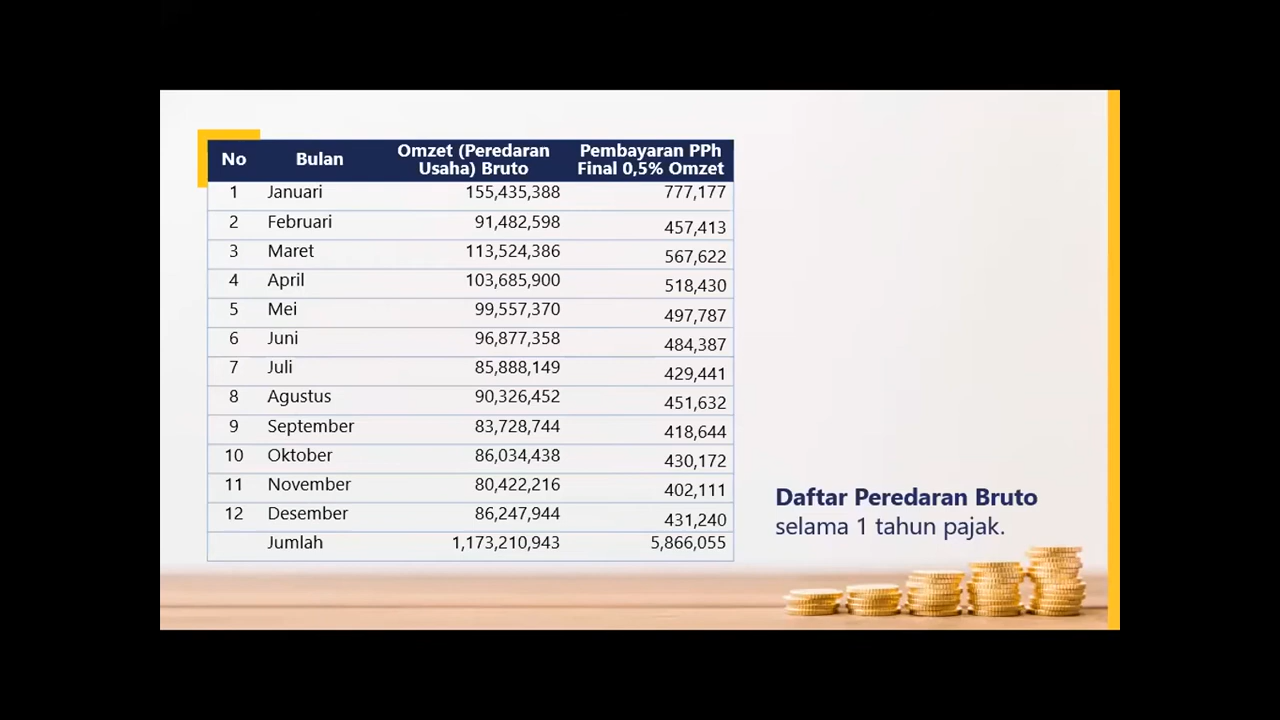 No Bulan Omzet (Peredaran Usaha) Bruto Pembayaran PPh Final 0,5% Omzet
1 Januari 155,435,388 777,177
2 Februari 91,482,598 457,413
3 Maret 113,524,386 567,622
4 April 103,685,900 518,430
5 Mei 99,557,370 497,787
6 Juni 96,877,358 484,387
7 Juli 85,888,149 429,441
8 Agustus 90,326,452 451,632
9 September 83,728,744 418,644
10 Oktober 86,034,438 430,172
11 November 80,422,216 402,111
12 Desember 86,247,944 431,240
Jumlah 1,173,210,943 5,866,055
Daftar Peredaran Bruto
selama 1 tahun pajak.